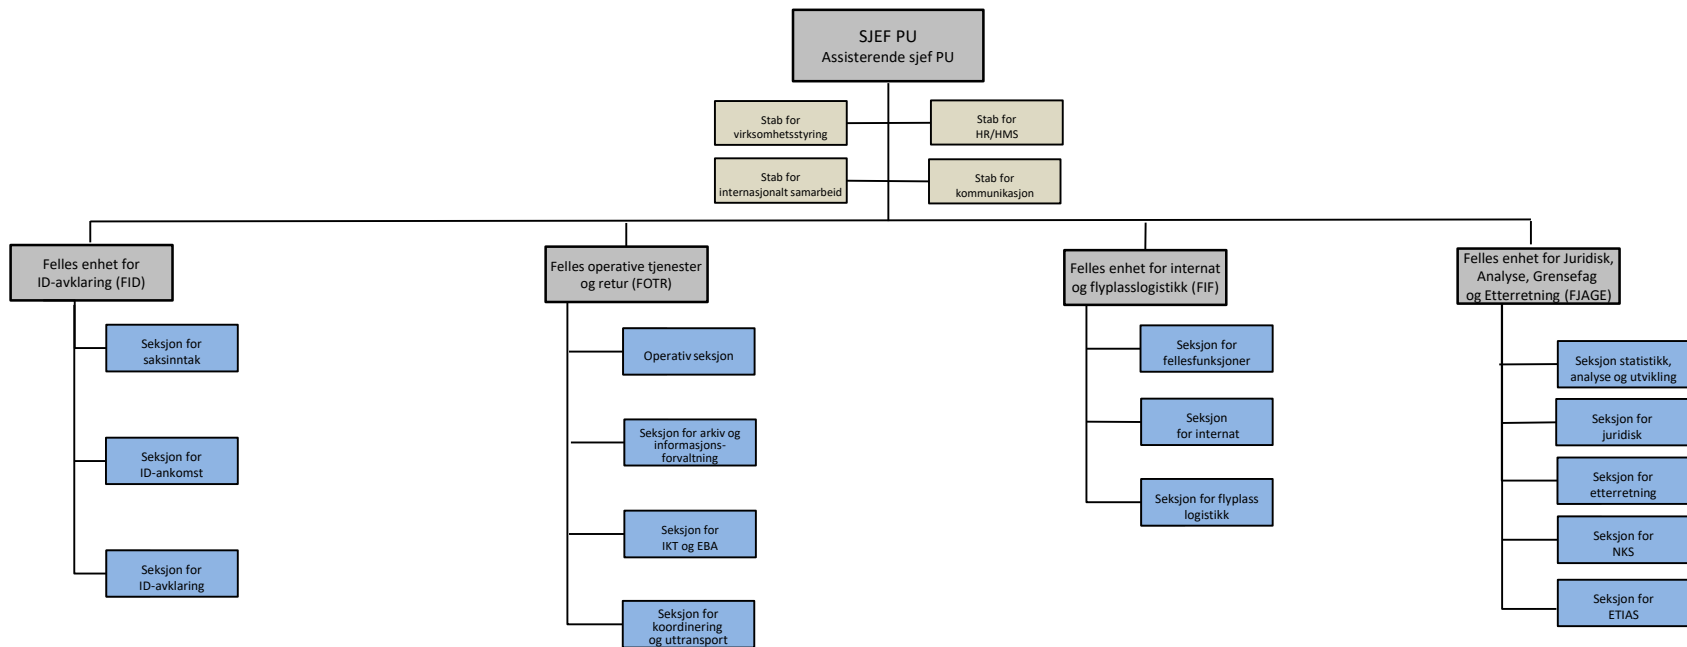 SJEF PU
Assisterende sjef PU
Stab for
virksomhetsstyring
Stab for
HR/HMS
Stab for
internasjonalt samarbeid
Stab for
kommunikasjon
Felles enhet for
ID-avklaring (FID)
Seksjon for
saksinntak
Seksjon for
ID-ankomst
Seksjon for
ID-avklaring
Felles operative tjenester
og retur (FOTR)
Operativ seksjon
Seksjon for arkiv og
informasjons-
forvaltning
Seksjon for
IKT og EBA
Seksjon for
koordinering
og uttransport
Felles enhet for internat
og flyplasslogistikk (FIF)
Seksjon for
fellesfunksjoner
Seksjon
for internat
Seksjon for flyplass
logistikk
Felles enhet for Juridisk,
Analyse, Grensefag
og Etterretning (FJAGE)
Seksjon statistikk,
analyse og utvikling
Seksjon for
juridisk
Seksjon for
etterretning
Seksjon for
NKS
Seksjon for
ETIAS